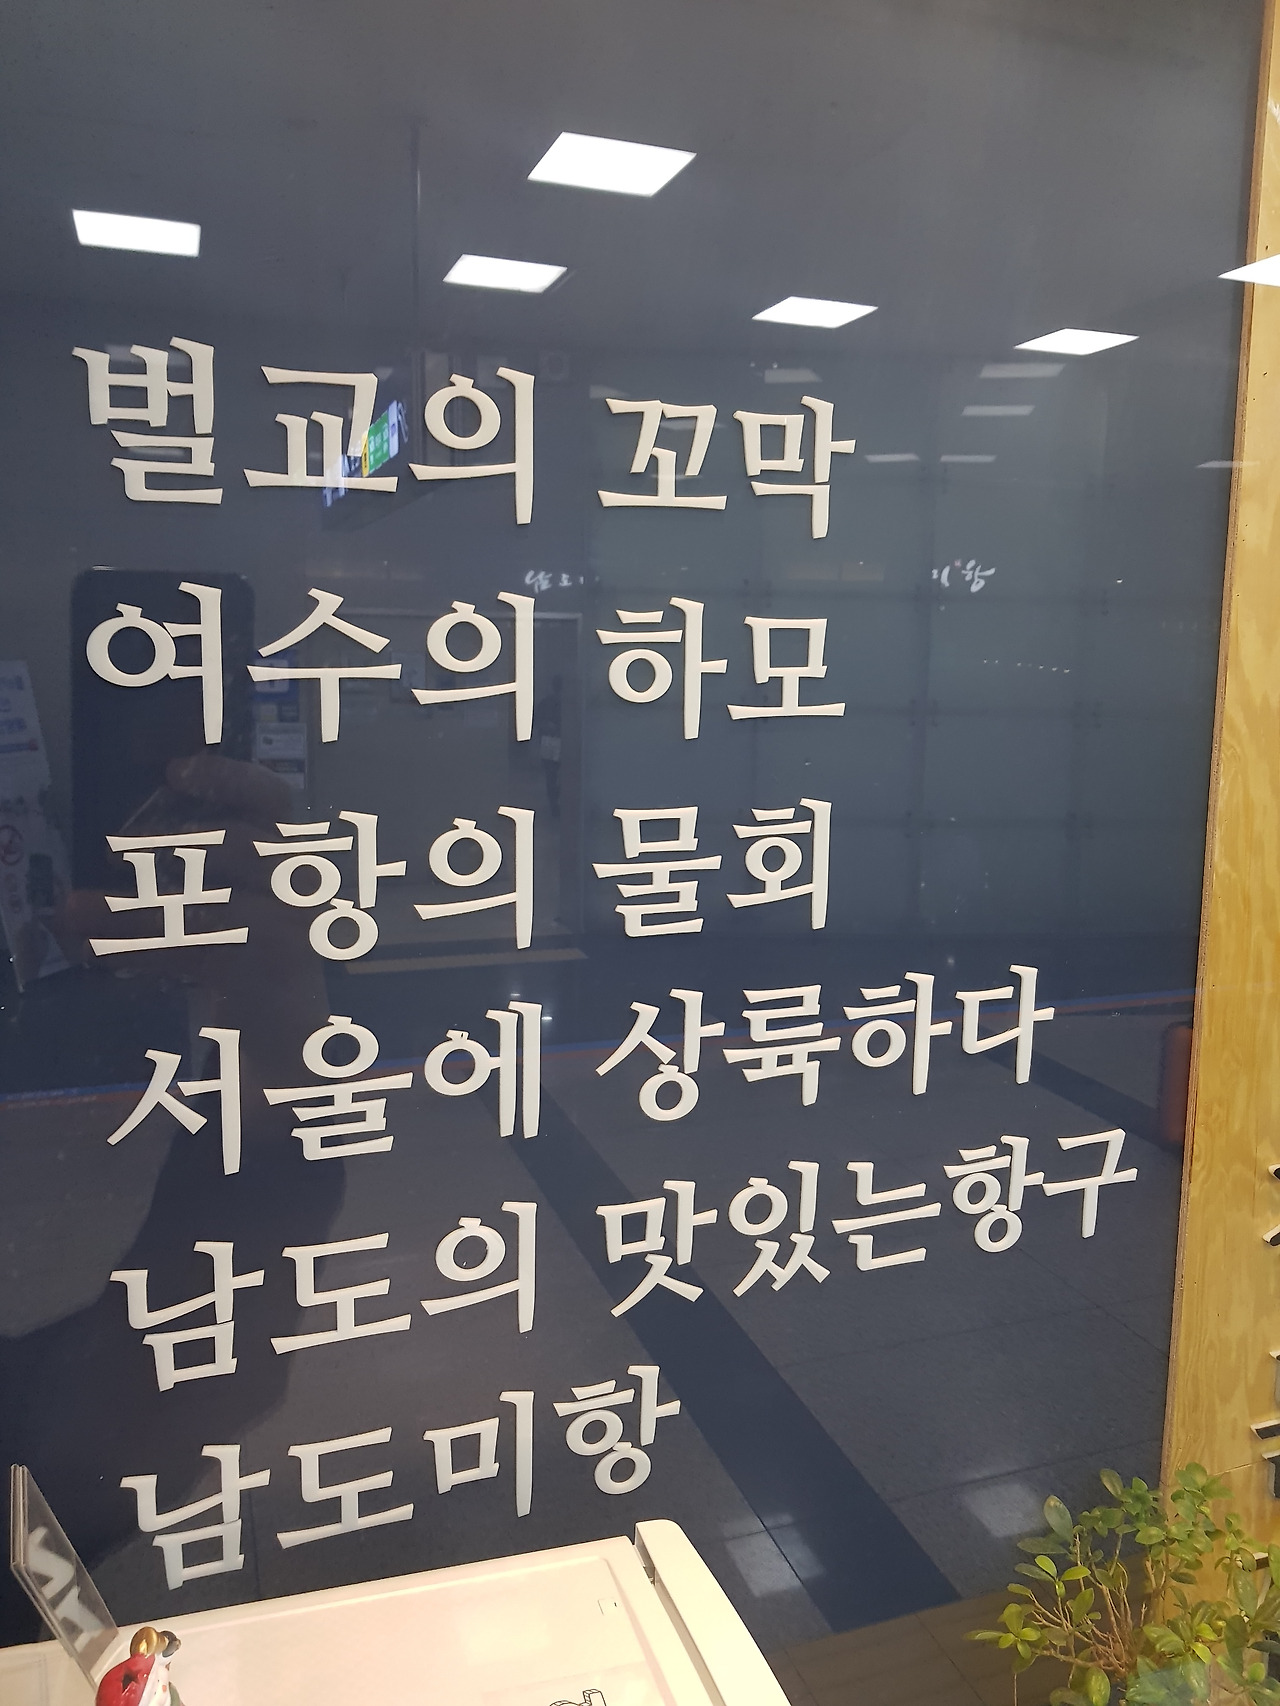 벌교의 꼬막
여수의 하모
포항의 물회
서울에 상륙하다
남도의 맛있는항구
남도미항